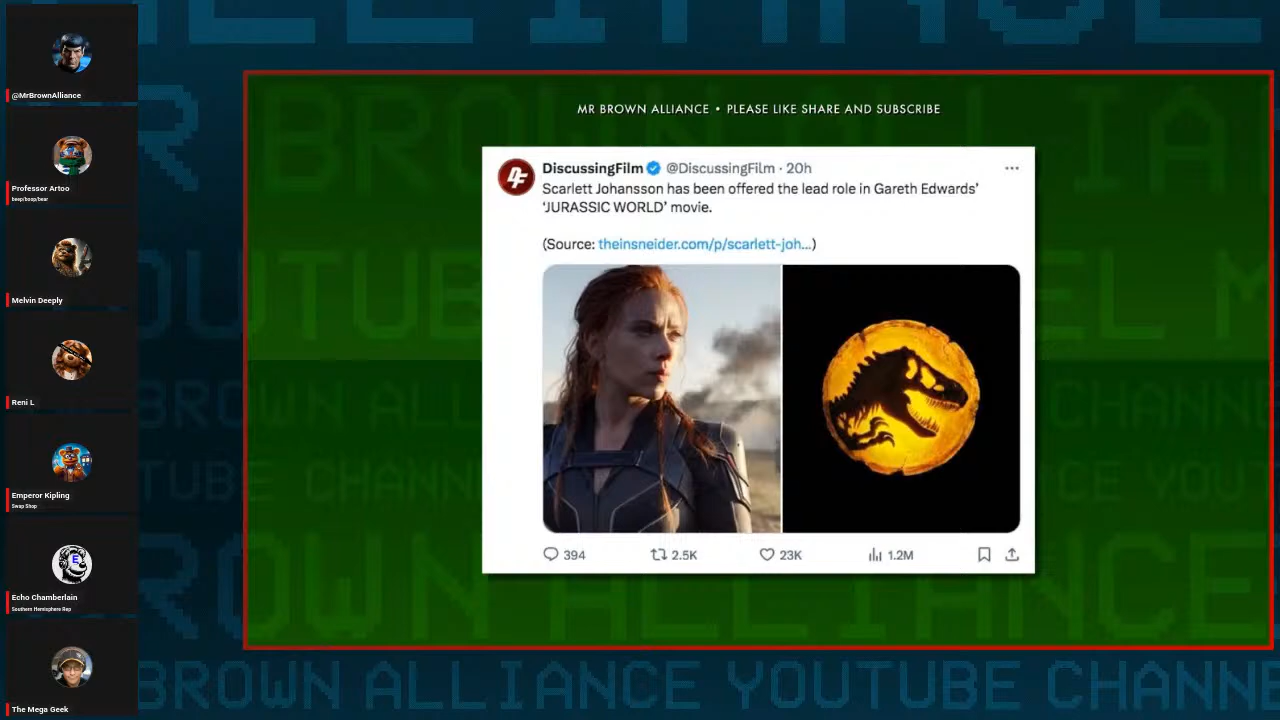 @MrBrownAlliance
Professor Artoo
beep/boop/bear
Melvin Deeply
Reni L
Emperor Kipling
Swap Shop
Echo Chamberlain
Southern Hemisphere Rep
The Mega Geek
MR BROWN ALLIANCE • PLEASE LIKE SHARE AND SUBSCRIBE
DiscussingFilm @DiscussingFilm · 20h
Scarlett Johansson has been offered the lead role in Gareth Edwards’
‘JURASSIC WORLD’ movie.
(Source: theinsneider.com/p/scarlett-joh...)
394 2.5K 23K 1.2M
BROWN ALLIANCE YOUTUBE CHANNE